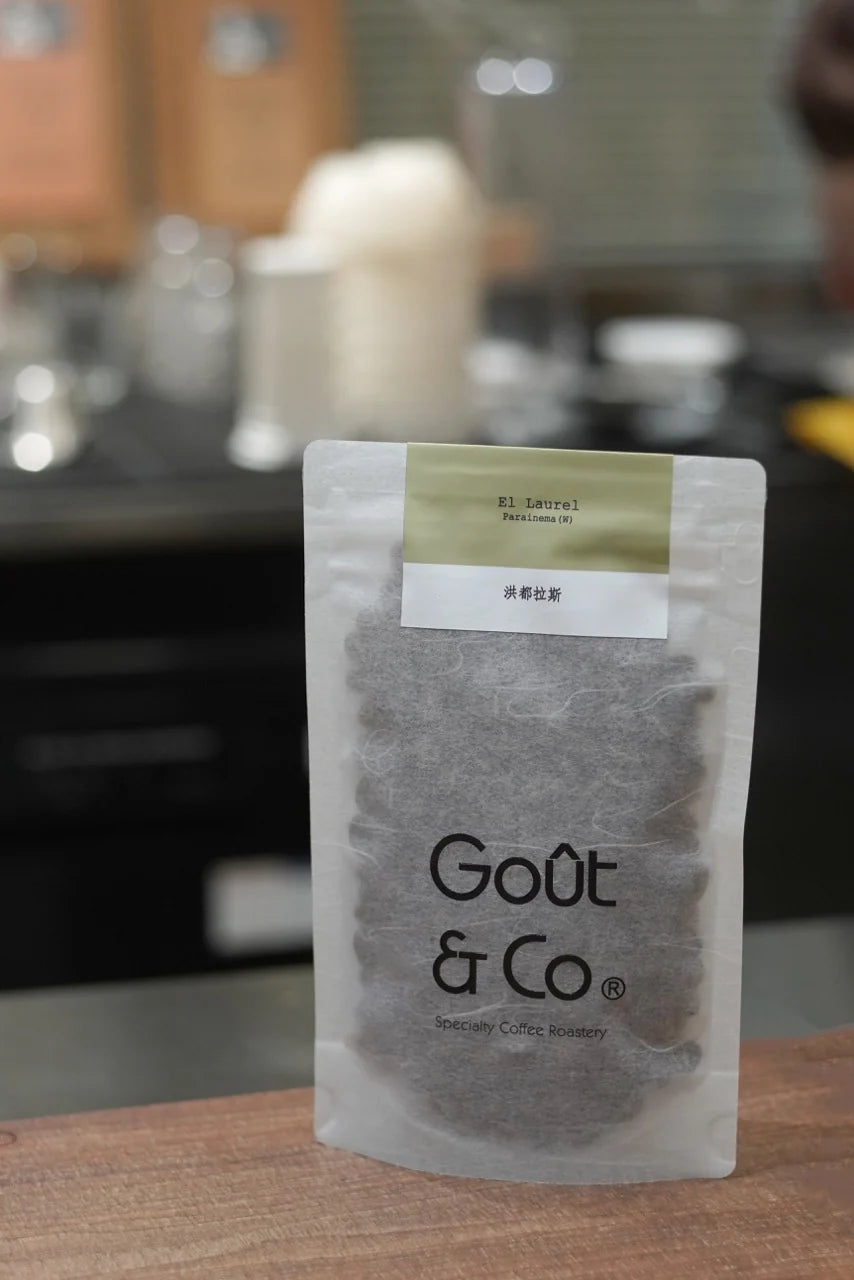 El Laurel
Parainema(W)
洪都拉斯
Goût
& Co®
Specialty Coffee Roastery